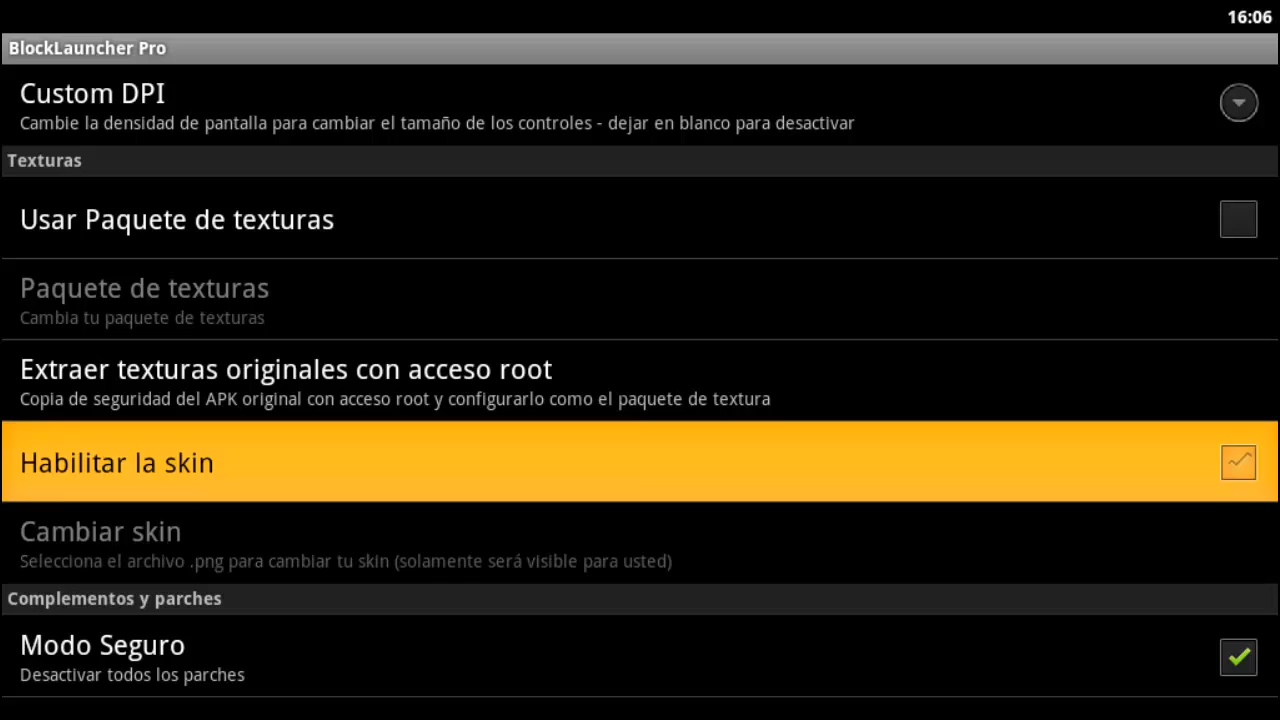 16:06
BlockLauncher Pro
Custom DPI
Cambie la densidad de pantalla para cambiar el tamaño de los controles - dejar en blanco para desactivar
Texturas
Usar Paquete de texturas
Paquete de texturas
Cambia tu paquete de texturas
Extraer texturas originales con acceso root
Copia de seguridad del APK original con acceso root y configurarlo como el paquete de textura
Habilitar la skin
Cambiar skin
Selecciona el archivo .png para cambiar tu skin (solamente será visible para usted)
Complementos y parches
Modo Seguro
Desactivar todos los parches